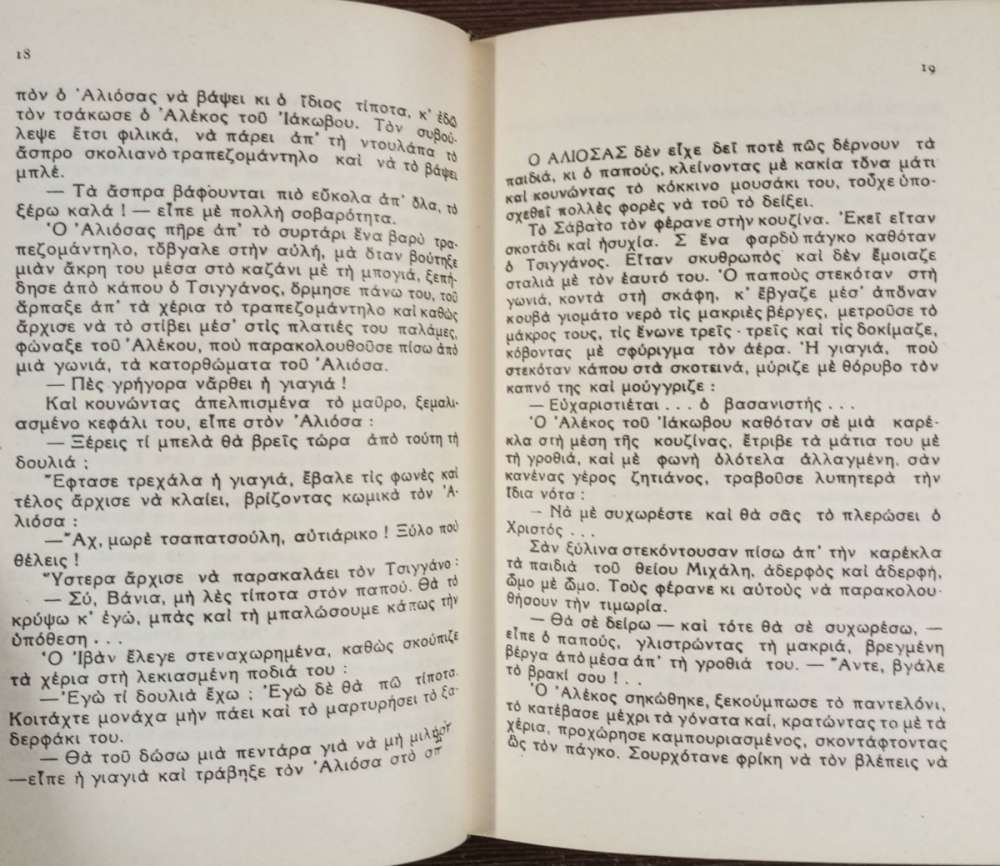 18
πὸν ὁ Ἀλιόσας νὰ βάψει κι ὁ ἴδιος τίποτα, κ' ἐδῶ
τὸν τσάκωσε ὁ Ἀλέκος τοῦ Ἰάκωβου. Τὸν συβού-
λεψε ἔτσι φιλικά, νὰ πάρει ἀπ' τὴ ντουλάπα τὸ
ἄσπρο σκολιανὸ τραπεζομάντηλο καὶ νὰ τὸ βάψει
μπλέ.
— Τὰ ἄσπρα βάφουνται πιὸ εὔκολα ἀπ' ὅλα, τὸ
ξέρω καλά ! — εἶπε μὲ πολλὴ σοβαρότητα.
Ὁ Ἀλιόσας πῆρε ἀπ' τὸ συρτάρι ἕνα βαρὺ τρα-
πεζομάντηλο, τὄβγαλε στὴν αὐλή, μὰ ὅταν βούτηξε
μιὰν ἄκρη του μέσα στὸ καζάνι μὲ τὴ μπογιά, ξεπή-
δησε ἀπὸ κάπου ὁ Τσιγγάνος, ὅρμησε πάνω του, τοῦ
ἅρπαξε ἀπ' τὰ χέρια τὸ τραπεζομάντηλο καὶ καθὼς
ἄρχισε νὰ τὸ στίβει μέσ' στὶς πλατιές του παλάμες,
φώναξε τοῦ Ἀλέκου, ποὺ παρακολουθοῦσε πίσω ἀπὸ
μιὰ γωνιά, τὰ κατορθώματα τοῦ Ἀλιόσα.
— Πὲς γρήγορα νἄρθει ἡ γιαγιά !
Καὶ κουνώντας ἀπελπισμένα τὸ μαῦρο, ξεμαλι-
ασμένο κεφάλι του, εἶπε στὸν Ἀλιόσα :
— Ξέρεις τί μπελὰ θὰ βρεῖς τώρα ἀπὸ τούτη τὴ
δουλιά ;
Ἔφτασε τρεχάλα ἡ γιαγιά, ἔβαλε τὶς φωνὲς καὶ
τέλος ἄρχισε νὰ κλαίει, βρίζοντας κωμικὰ τὸν Ἀ-
λιόσα :
—Ἄχ, μωρὲ τσαπατσούλη, αὐτιάρικο ! Ξύλο ποὺ
θέλεις !
Ὕστερα ἄρχισε νὰ παρακαλάει τὸν Τσιγγάνο :
— Σύ, Βάνια, μὴ λὲς τίποτα στὸν παποῦ. Θὰ τὸ
κρύψω κ' ἐγώ, μπὰς καὶ τὴ μπαλώσουμε κάπως τὴν
ὑπόθεση . . .
Ὁ Ἰβὰν ἔλεγε στεναχωρημένα, καθὼς σκούπιζε
τὰ χέρια στὴ λεκιασμένη ποδιά του :
—Ἐγὼ τί δουλιὰ ἔχω ; Ἐγὼ δὲ θὰ πῶ τίποτα.
Κοιτάχτε μονάχα μὴν πάει καὶ τὸ μαρτυρήσει τὸ ξα-
δερφάκι του.
— Θὰ τοῦ δώσω μιὰ πεντάρα γιὰ νὰ μὴ
—εἶπε ἡ γιαγιὰ καὶ τράβηξε τὸν Ἀλιόσα στὸ
19
Ο ΑΛΙΟΣΑΣ δὲν εἶχε δεῖ ποτὲ πῶς δέρνουν τὰ
παιδιά, κι ὁ παπούς, κλείνοντας μὲ κακία τὄνα μάτι
καὶ κουνώντας τὸ κόκκινο μουσάκι του, τοὖχε ὑπο-
σχεθεῖ πολλὲς φορὲς νὰ τοῦ τὸ δείξει.
Τὸ Σάβατο τὸν φέρανε στὴν κουζίνα. Ἐκεῖ εἶταν
σκοτάδι καὶ ἡσυχία. Σ ἕνα φαρδὺ πάγκο καθόταν
ὁ Τσιγγάνος. Εἶταν σκυθρωπὸς καὶ δὲν ἔμοιαζε
σταλιὰ μὲ τὸν ἑαυτό του. Ὁ παποὺς στεκόταν στὴ
γωνιά, κοντὰ στὴ σκάφη, κ' ἔβγαζε μέσ' ἀπὄναν
κουβὰ γιομάτο νερὸ τὶς μακριὲς βέργες, μετροῦσε τὸ
μάκρος τους, τὶς ἕνωνε τρεῖς - τρεῖς καὶ τὶς δοκίμαζε,
κόβοντας μὲ σφύριγμα τὸν ἀέρα. Ἡ γιαγιά, ποὺ
στεκόταν κάπου στὰ σκοτεινά, μύριζε μὲ θόρυβο τὸν
καπνό της καὶ μούγγριζε :
— Εὐχαριστιέται . . . ὁ βασανιστής . . .
Ὁ Ἀλέκος τοῦ Ἰάκωβου καθόταν σὲ μιὰ καρέ-
κλα στὴ μέση τῆς κουζίνας, ἔτριβε τὰ μάτια του μὲ
τὴ γροθιά, καὶ μὲ φωνὴ ὁλότελα ἀλλαγμένη. σὰν
κανένας γέρος ζητιάνος, τραβοῦσε λυπητερὰ τὴν
ἴδια νότα :
— Νὰ μὲ συχωρέστε καὶ θὰ σᾶς τὸ πλερώσει ὁ
Χριστός . . .
Σὰν ξύλινα στεκόντουσαν πίσω ἀπ' τὴν καρέκλα
τὰ παιδιὰ τοῦ θείου Μιχάλη, ἀδερφὸς καὶ ἀδερφή,
ὦμο μὲ ὦμο. Τοὺς φέρανε κι αὐτοὺς νὰ παρακολου-
θήσουν τὴν τιμωρία.
— Θὰ σὲ δείρω — καὶ τότε θὰ σὲ συχωρέσω, —
εἶπε ὁ παπούς, γλιστρώντας τὴ μακριά, βρεγμένη
βέργα ἀπὸ μέσα ἀπ' τὴ γροθιά του. — Ἄντε, βγάλε
τὸ βρακί σου ! . .
Ὁ Ἀλέκος σηκώθηκε, ξεκούμπωσε τὸ παντελόνι,
τὸ κατέβασε μέχρι τὰ γόνατα καί, κρατώντας το μὲ τὰ
χέρια, προχώρησε καμπουριασμένος, σκοντάφτοντας
ὣς τὸν πάγκο. Σουρχότανε φρίκη νὰ τὸν βλέπεις νὰ